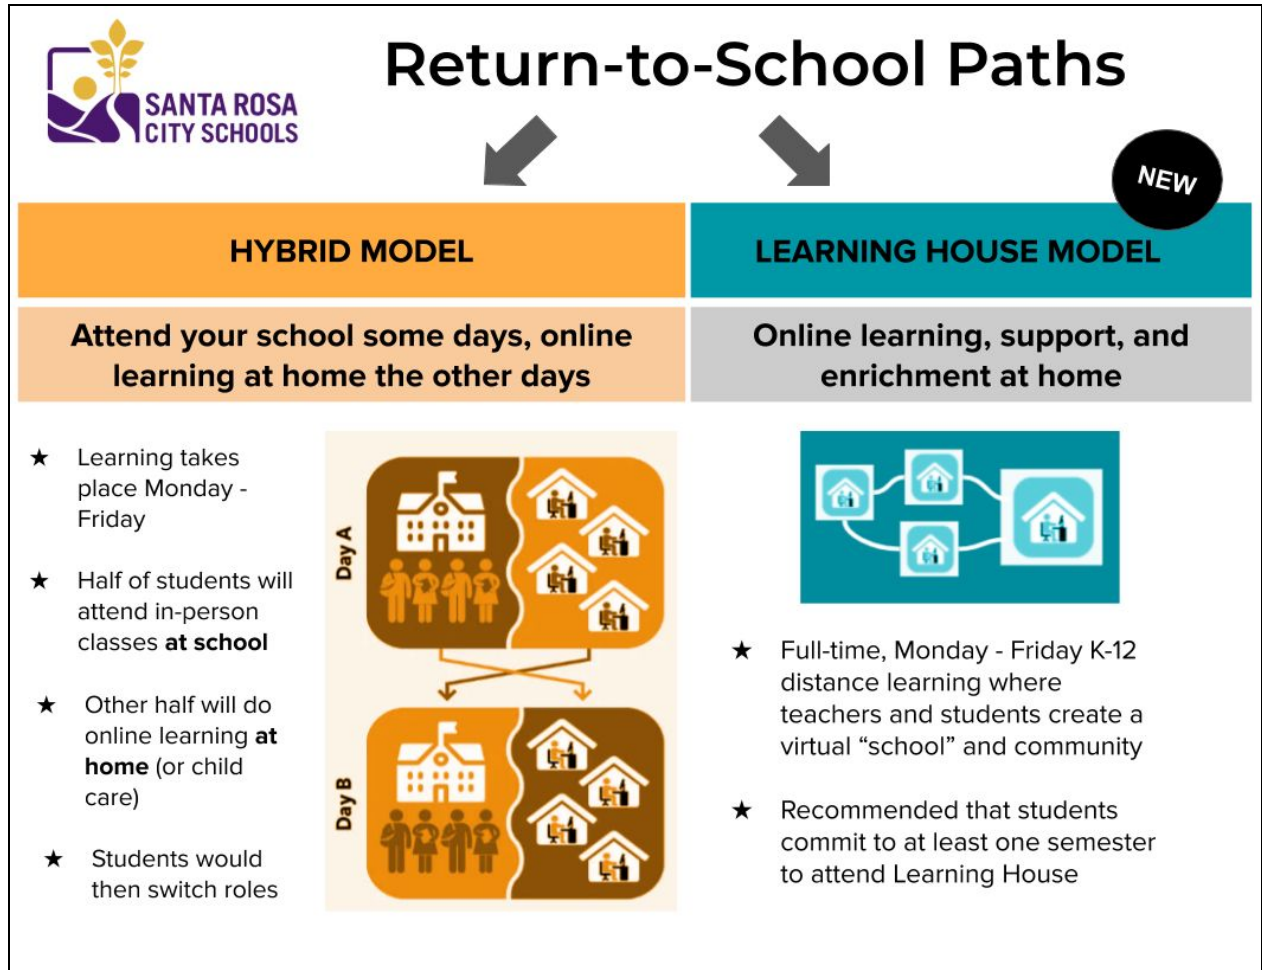 SANTA ROSA
CITY SCHOOLS
Return-to-School Paths
NEW
HYBRID MODEL
LEARNING HOUSE MODEL
Attend your school some days, online
learning at home the other days
Online learning, support, and
enrichment at home
★ Learning takes
place Monday -
Friday
★ Half of students will
attend in-person
classes at school
★ Other half will do
online learning at
home (or child
care)
★ Students would
then switch roles
Day A
Day B
★ Full-time, Monday - Friday K-12
distance learning where
teachers and students create a
virtual “school” and community
★ Recommended that students
commit to at least one semester
to attend Learning House